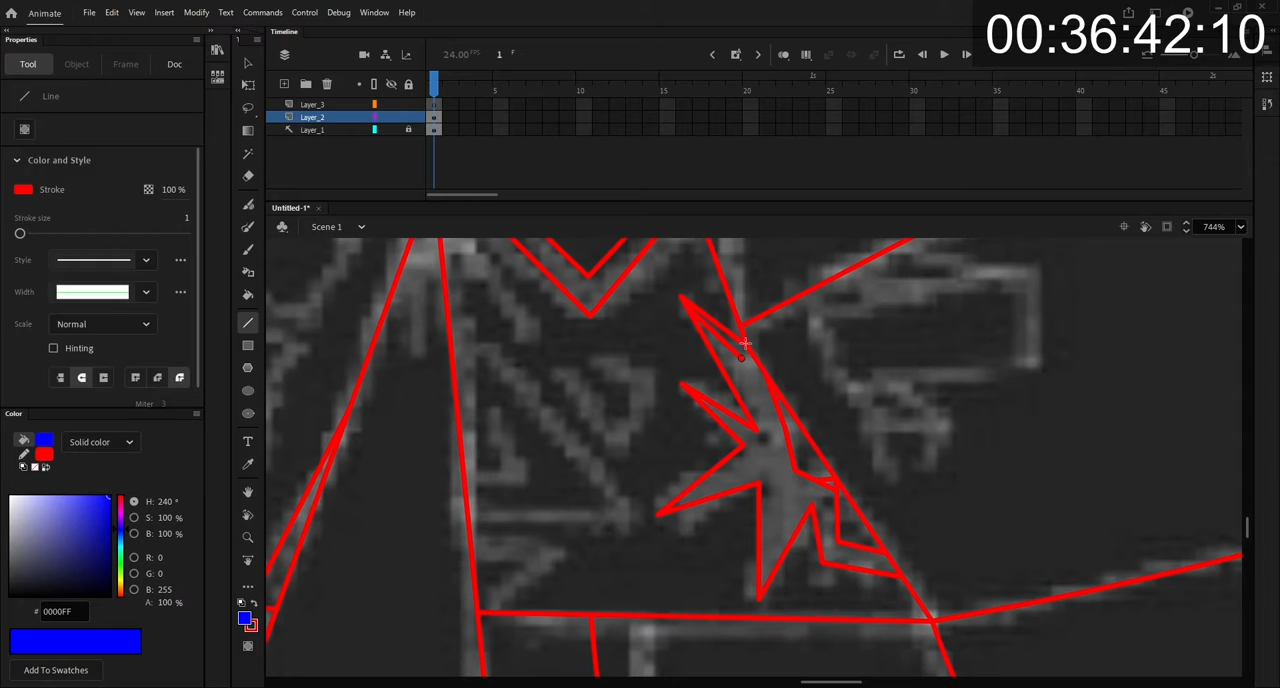 Animate File Edit View Insert Modify Text Commands Control Debug Window Help
00:36:42:10
Properties
Timeline
Tool Object Frame Doc
24.00 FPS 1 F
Line
1s 2s
5 10 15 20 25 30 35 40 45
Layer_3
Layer_2
Layer_1
Color and Style
Stroke 100 %
Stroke size
1
Untitled-1* ×
Scene 1
744%
Style
Width
Scale Normal
Hinting
Miter 3
Color
Solid color
H: 240 °
S: 100 %
B: 100 %
R: 0
G: 0
B: 255
# 0000FF
A: 100 %
Add To Swatches